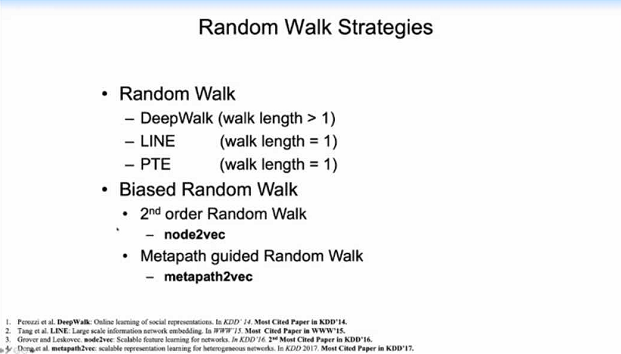 Random Walk Strategies
• Random Walk
– DeepWalk (walk length > 1)
– LINE (walk length = 1)
– PTE (walk length = 1)
• Biased Random Walk
• 2nd order Random Walk
– node2vec
• Metapath guided Random Walk
– metapath2vec
1. Perozzi et al. DeepWalk: Online learning of social representations. In KDD' 14. Most Cited Paper in KDD'14.
2. Tang et al. LINE: Large scale information network embedding. In WWW'15. Most Cited Paper in WWW'15.
3. Grover and Leskovec. node2vec: Scalable feature learning for networks. In KDD'16. 2nd Most Cited Paper in KDD'16.
4. Dong et al. metapath2vec: scalable representation learning for heterogeneous networks. In KDD 2017. Most Cited Paper in KDD'17.